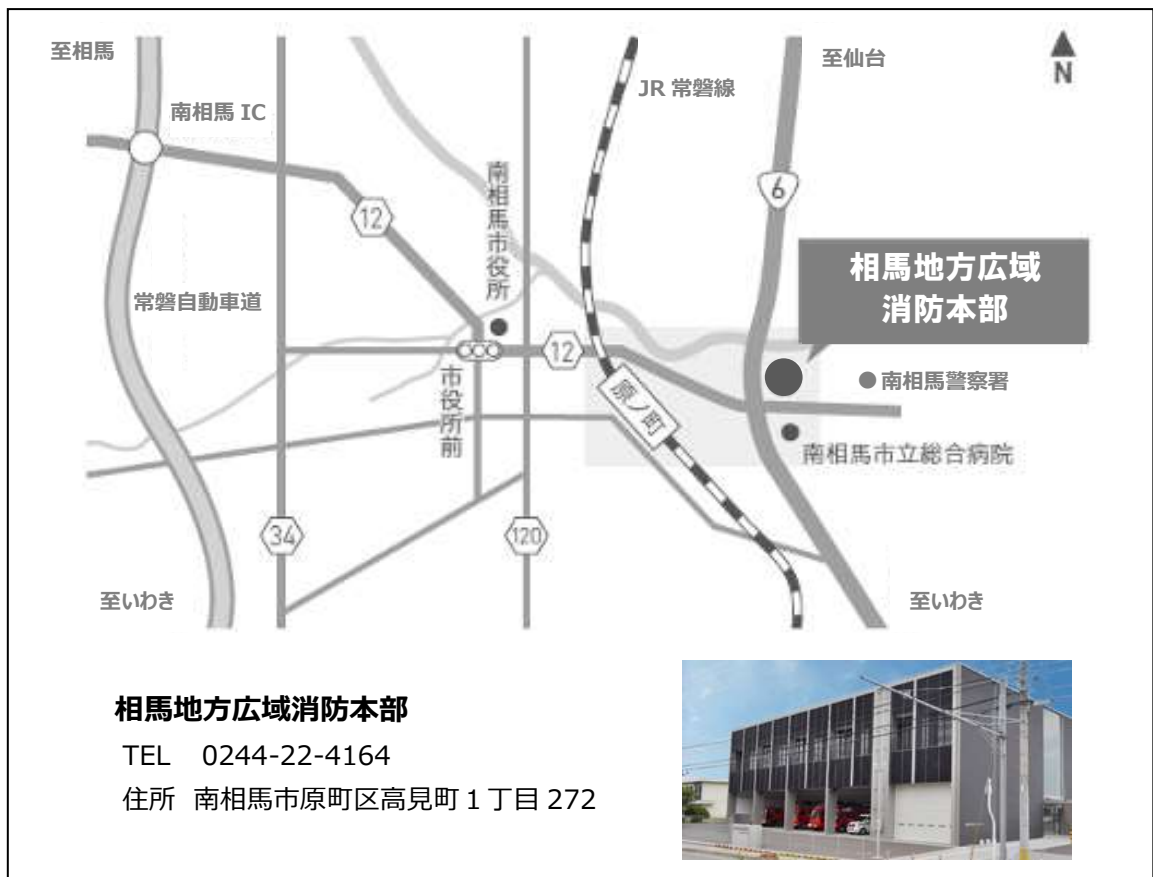 至相馬
至仙台
N
JR 常磐線
南相馬 IC
6
12
南相馬市役所
相馬地方広域
消防本部
常磐自動車道
12
市役所前
原ノ町
南相馬警察署
南相馬市立総合病院
34
120
至いわき
至いわき
相馬地方広域消防本部
TEL 0244-22-4164
住所 南相馬市原町区高見町１丁目 272